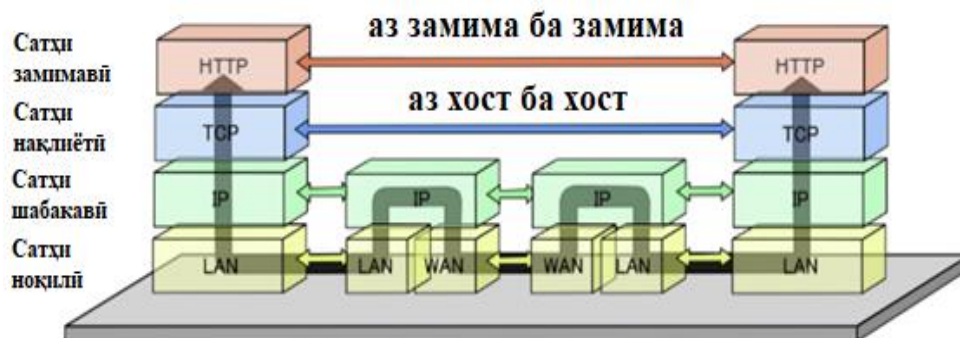 Сатҳи
замимавӣ
HTTP
аз замима ба замима
HTTP
Сатҳи
нақлиётӣ
TCP
аз хост ба хост
TCP
Сатҳи
шабакавӣ
IP
IP
IP
IP
Сатҳи
ноқилӣ
LAN
LAN
WAN
WAN
LAN
LAN